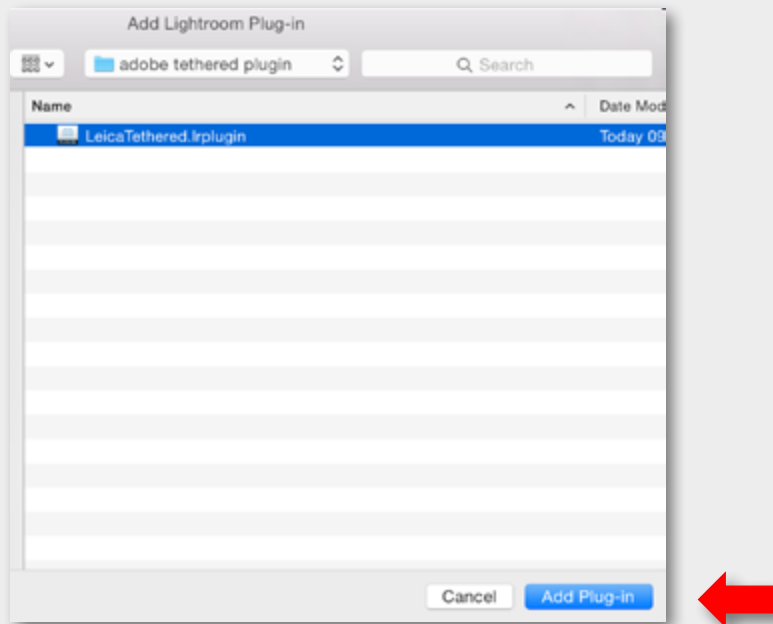 Add Lightroom Plug-in
adobe tethered plugin
Search
Name
Date Mod
LeicaTethered.lrplugin
Today 09
Cancel
Add Plug-in